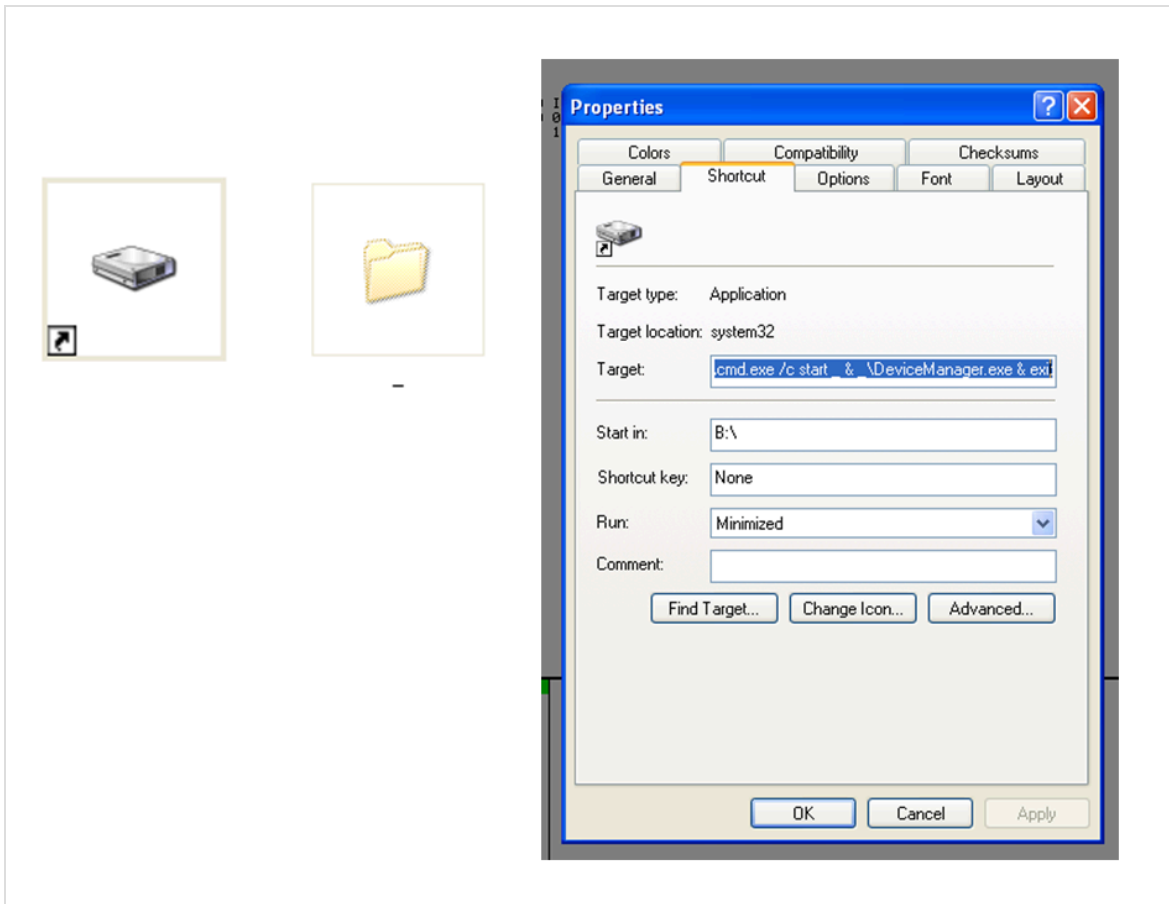 _
Properties
Colors
Compatibility
Checksums
General
Shortcut
Options
Font
Layout
Target type: Application
Target location: system32
Target: .cmd.exe /c start _ & _\DeviceManager.exe & exit
Start in: B:\
Shortcut key: None
Run: Minimized
Comment:
Find Target... Change Icon... Advanced...
OK Cancel Apply